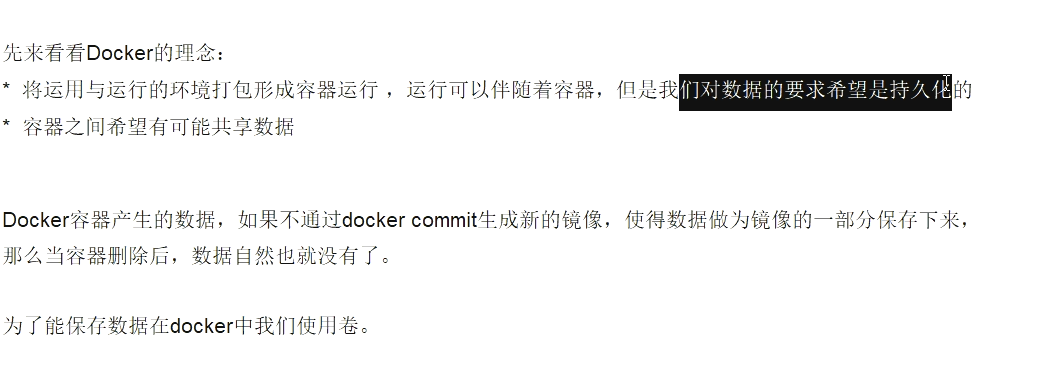 先来看看Docker的理念：
* 将运用与运行的环境打包形成容器运行 ，运行可以伴随着容器，但是我们对数据的要求希望是持久化的
* 容器之间希望有可能共享数据
Docker容器产生的数据，如果不通过docker commit生成新的镜像，使得数据做为镜像的一部分保存下来，
那么当容器删除后，数据自然也就没有了。
为了能保存数据在docker中我们使用卷。